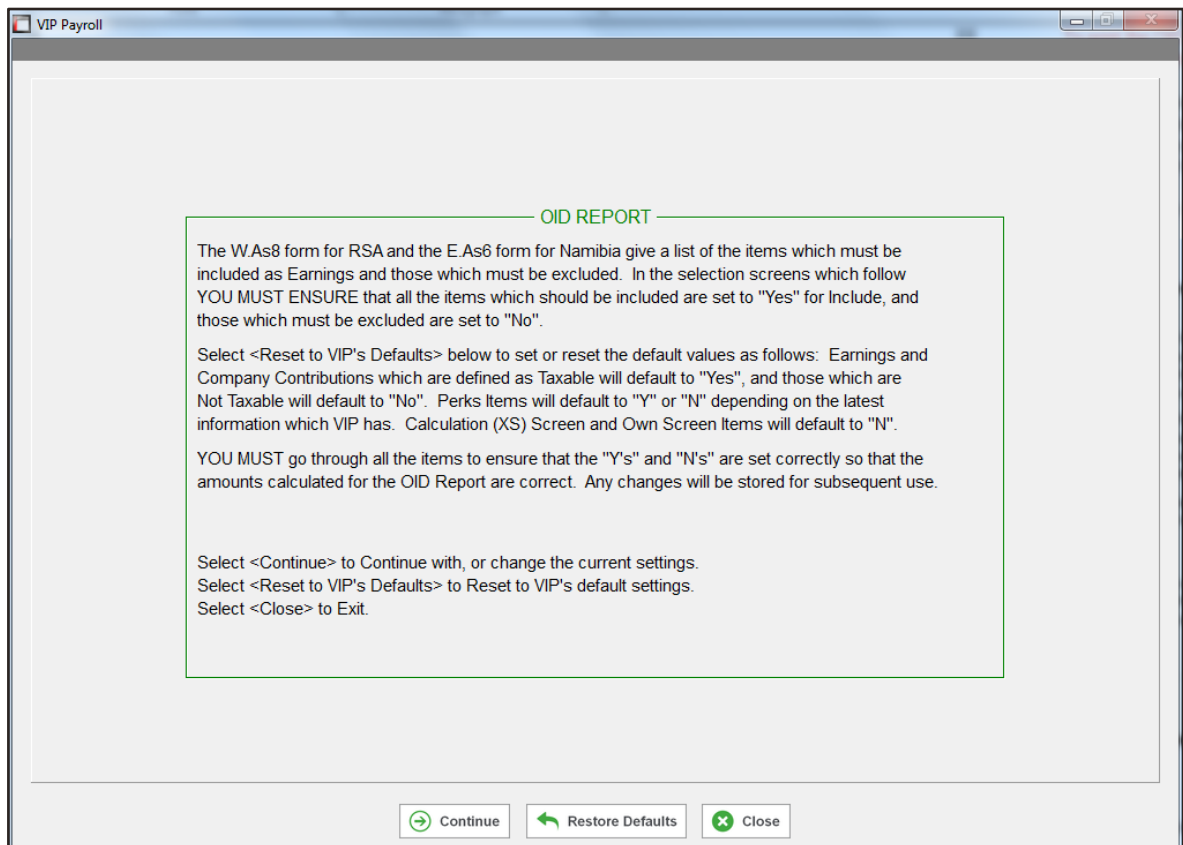 VIP Payroll
OID REPORT
The W.As8 form for RSA and the E.As6 form for Namibia give a list of the items which must be
included as Earnings and those which must be excluded. In the selection screens which follow
YOU MUST ENSURE that all the items which should be included are set to "Yes" for Include, and
those which must be excluded are set to "No".
Select <Reset to VIP's Defaults> below to set or reset the default values as follows: Earnings and
Company Contributions which are defined as Taxable will default to "Yes", and those which are
Not Taxable will default to "No". Perks Items will default to "Y" or "N" depending on the latest
information which VIP has. Calculation (XS) Screen and Own Screen Items will default to "N".
YOU MUST go through all the items to ensure that the "Y's" and "N's" are set correctly so that the
amounts calculated for the OID Report are correct. Any changes will be stored for subsequent use.
Select <Continue> to Continue with, or change the current settings.
Select <Reset to VIP's Defaults> to Reset to VIP's default settings.
Select <Close> to Exit.
Continue Restore Defaults Close